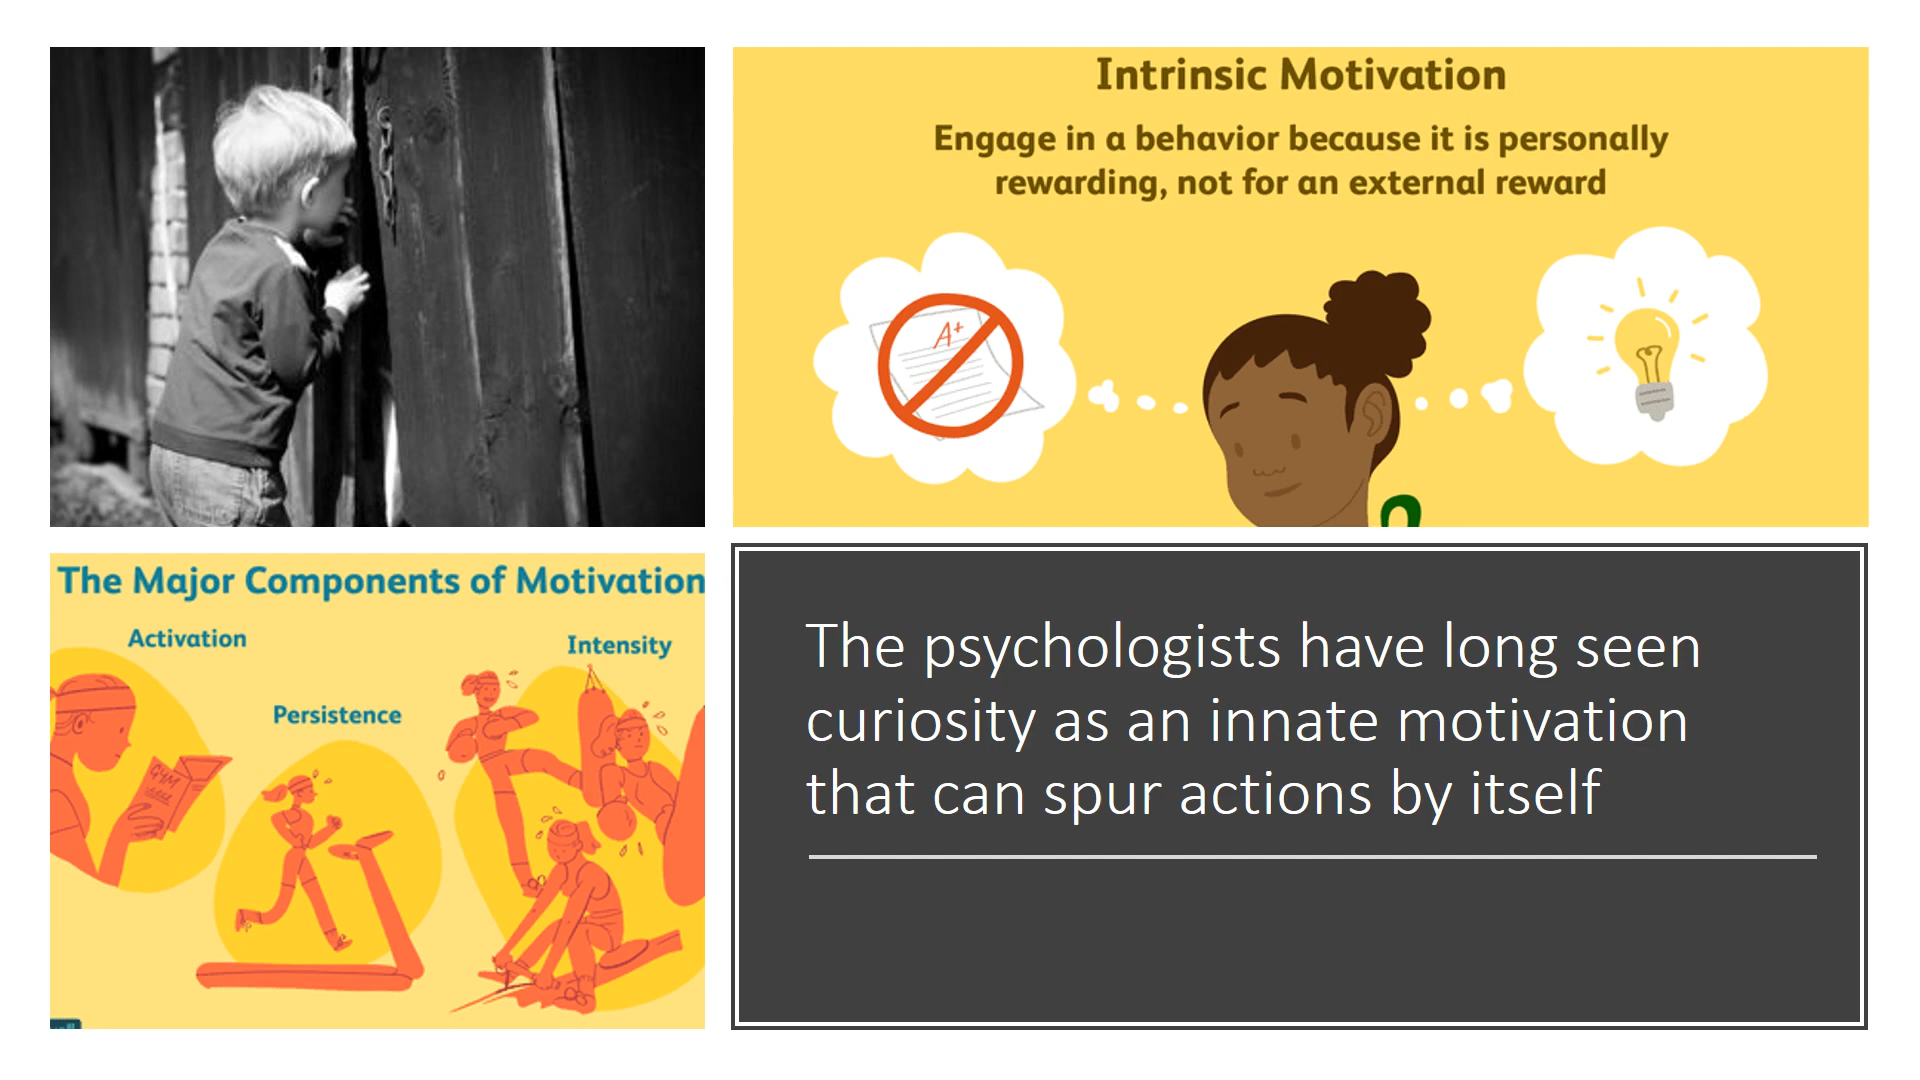 Intrinsic Motivation
Engage in a behavior because it is personally
rewarding, not for an external reward
A+
The Major Components of Motivation
Activation
Intensity
Persistence
GYM
The psychologists have long seen
curiosity as an innate motivation
that can spur actions by itself